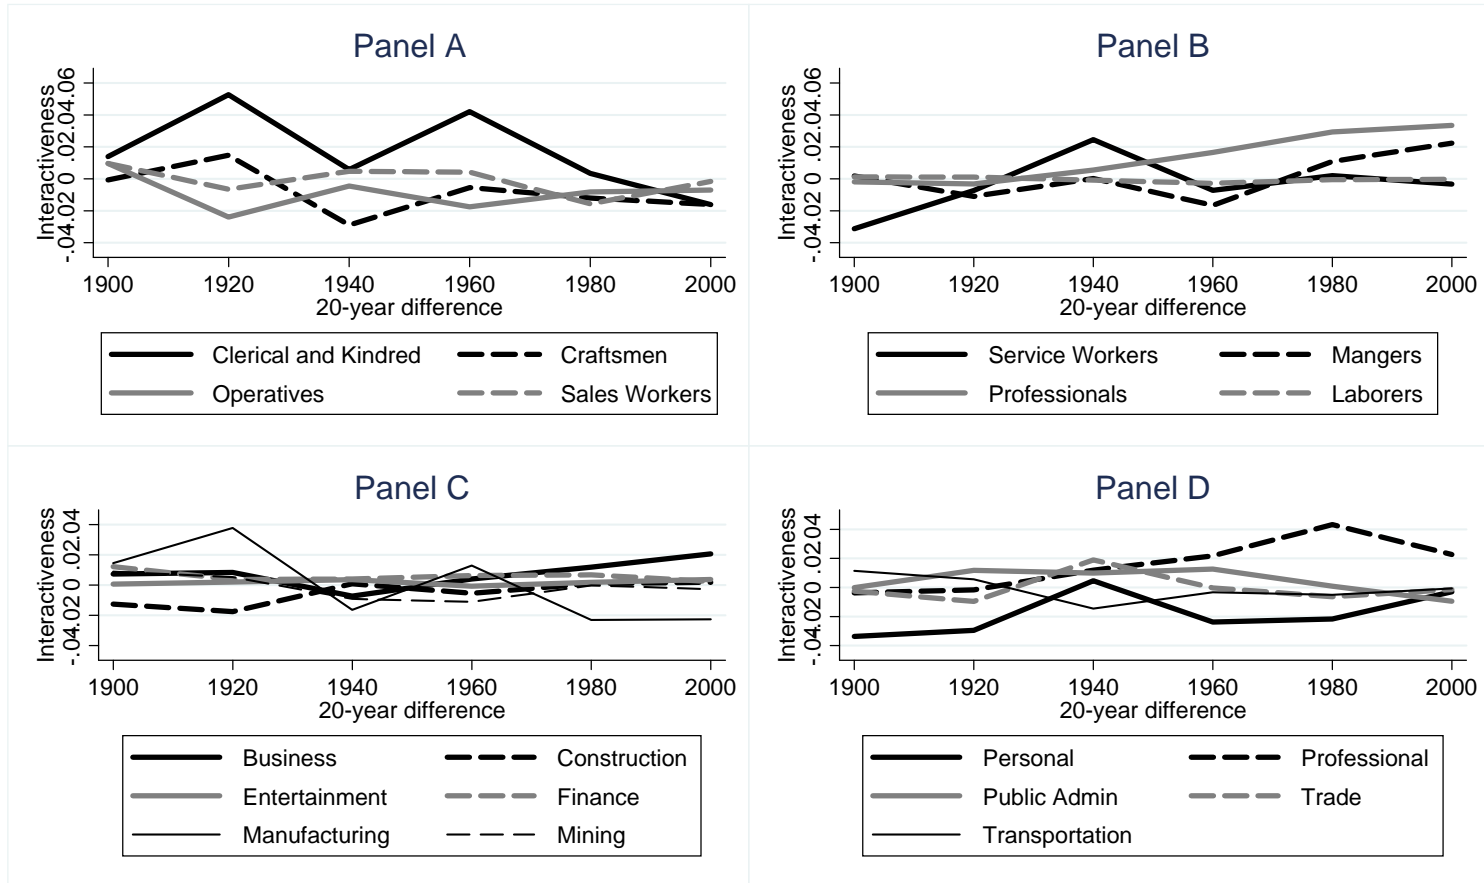 Panel A
Interactiveness
-.04 -.02 0 .02 .04 .06
1900 1920 1940 1960 1980 2000
20-year difference
Clerical and Kindred Craftsmen
Operatives Sales Workers
Panel B
Interactiveness
-.04 -.02 0 .02 .04 .06
1900 1920 1940 1960 1980 2000
20-year difference
Service Workers Mangers
Professionals Laborers
Panel C
Interactiveness
-.04 -.02 0 .02 .04
1900 1920 1940 1960 1980 2000
20-year difference
Business Construction
Entertainment Finance
Manufacturing Mining
Panel D
Interactiveness
-.04 -.02 0 .02 .04
1900 1920 1940 1960 1980 2000
20-year difference
Personal Professional
Public Admin Trade
Transportation